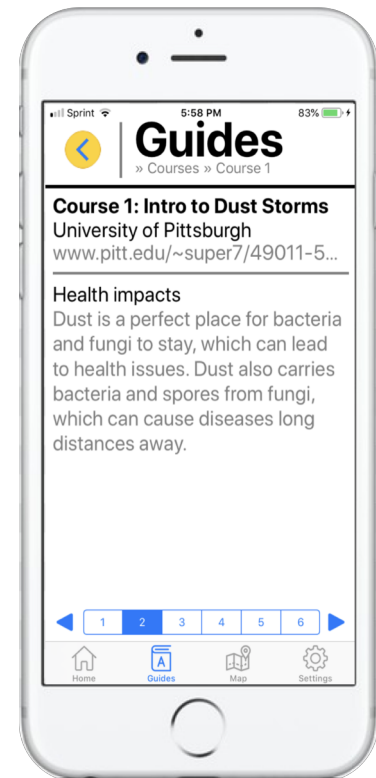 Sprint 5:58 PM 83%
Guides
» Courses » Course 1
Course 1: Intro to Dust Storms
University of Pittsburgh
www.pitt.edu/~super7/49011-5...
Health impacts
Dust is a perfect place for bacteria
and fungi to stay, which can lead
to health issues. Dust also carries
bacteria and spores from fungi,
which can cause diseases long
distances away.
1 2 3 4 5 6
A
Home Guides Map Settings